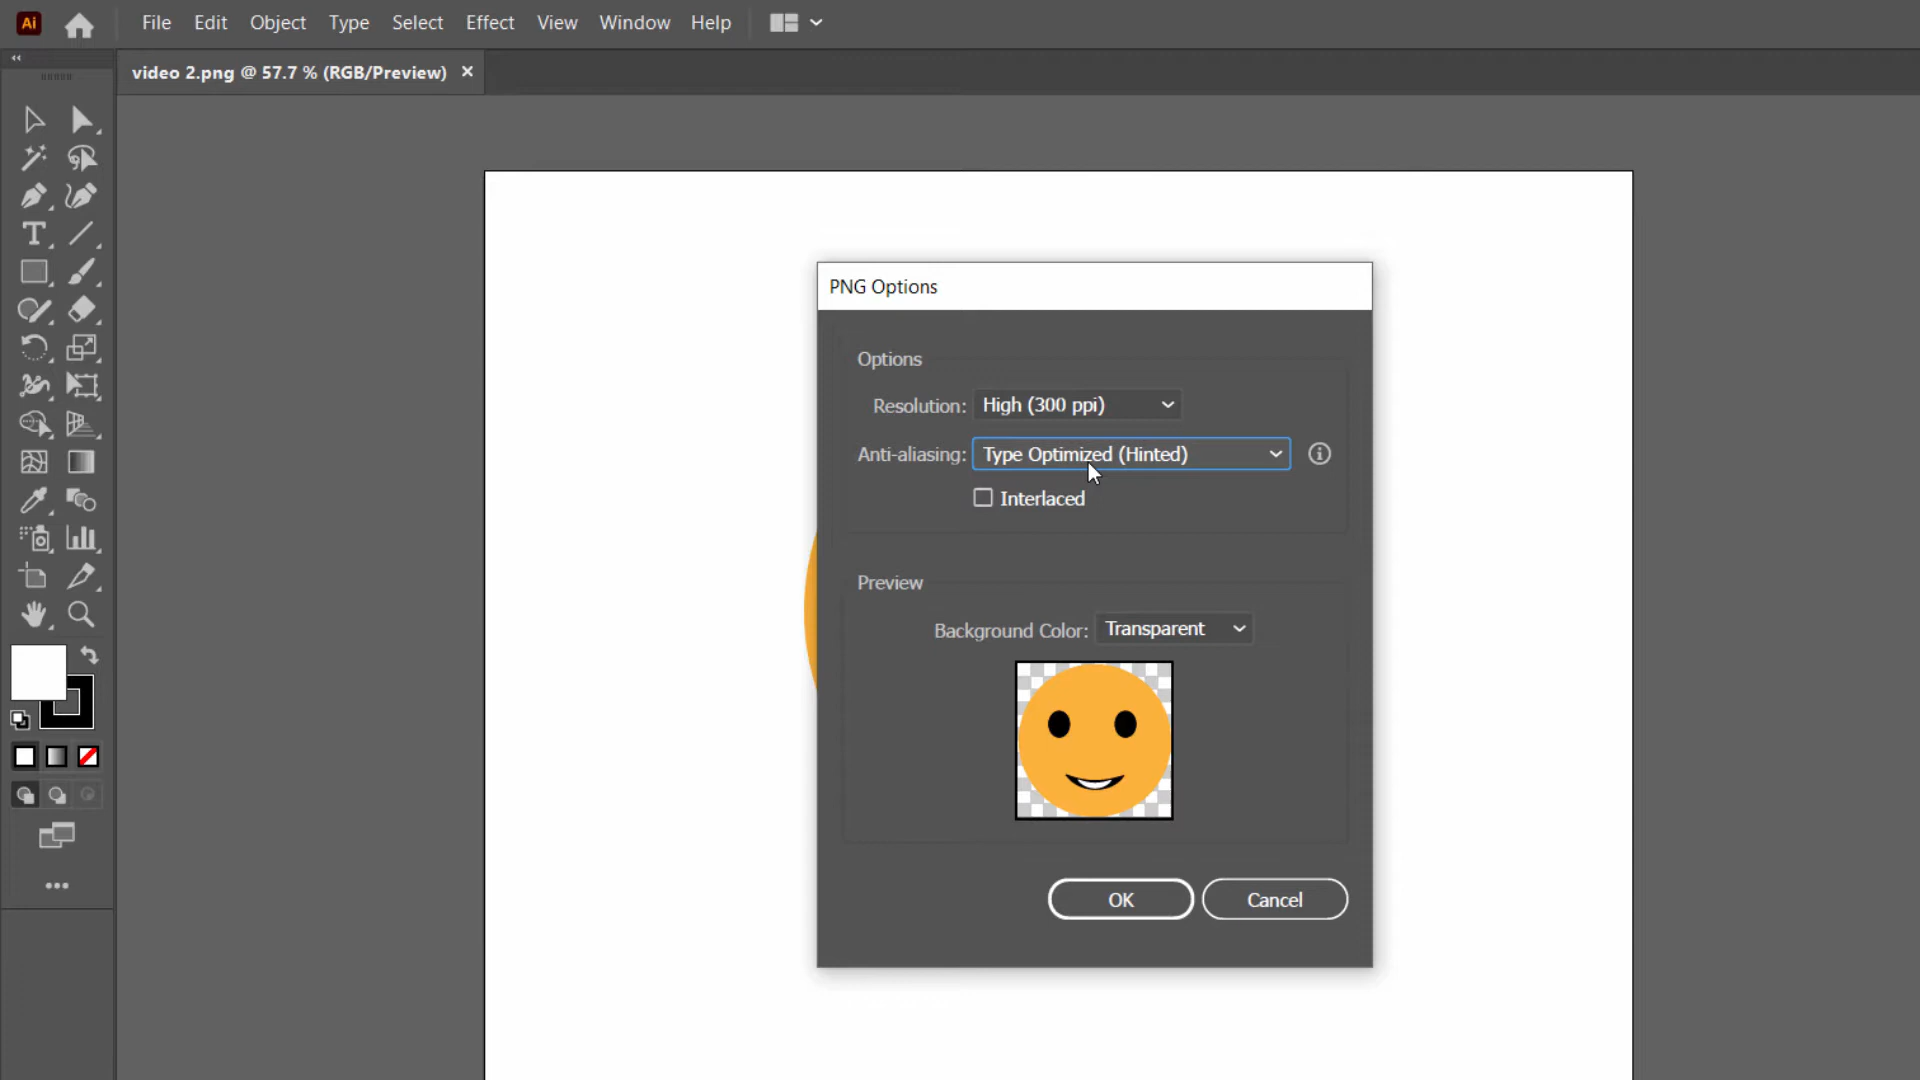 Ai File Edit Object Type Select Effect View Window Help
video 2.png @ 57.7 % (RGB/Preview) ×
PNG Options
Options
Resolution: High (300 ppi)
Anti-aliasing: Type Optimized (Hinted)
Interlaced
Preview
Background Color: Transparent
OK Cancel